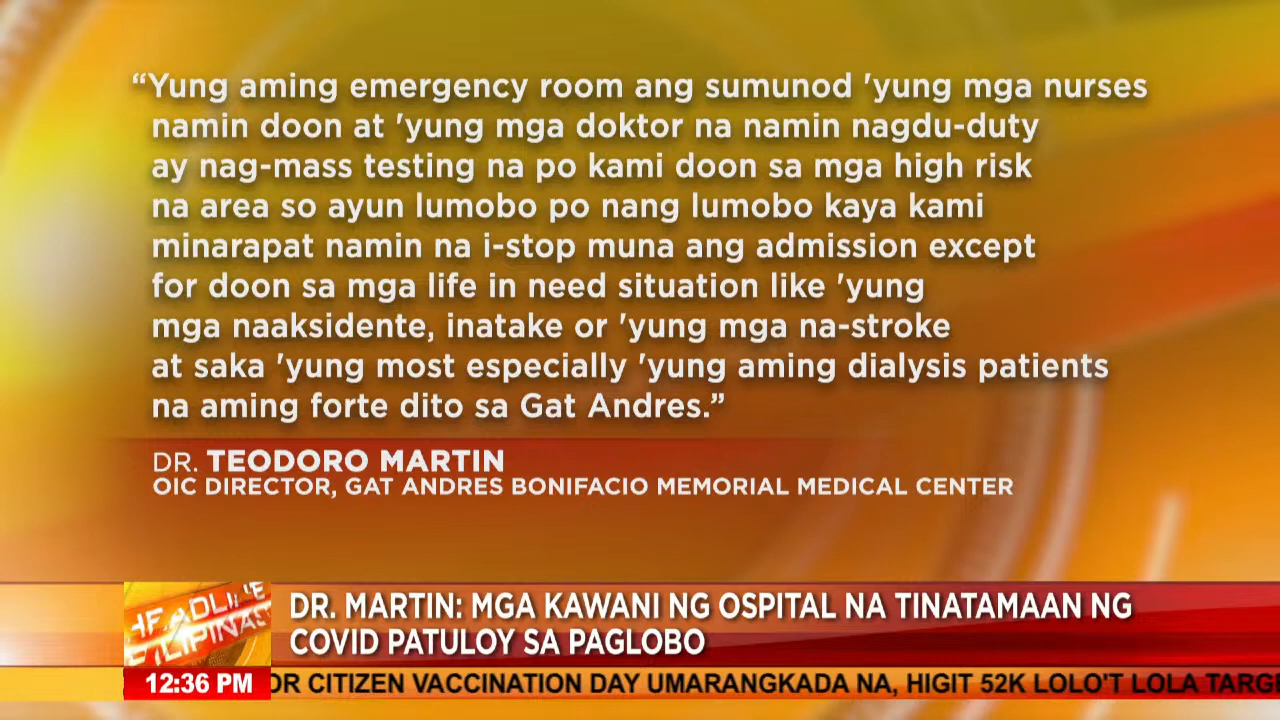 “Yung aming emergency room ang sumunod 'yung mga nurses
namin doon at 'yung mga doktor na namin nagdu-duty
ay nag-mass testing na po kami doon sa mga high risk
na area so ayun lumobo po nang lumobo kaya kami
minarapat namin na i-stop muna ang admission except
for doon sa mga life in need situation like 'yung
mga naaksidente, inatake or 'yung mga na-stroke
at saka 'yung most especially 'yung aming dialysis patients
na aming forte dito sa Gat Andres.”
DR. TEODORO MARTIN
OIC DIRECTOR, GAT ANDRES BONIFACIO MEMORIAL MEDICAL CENTER
HEADLINE
PILIPINAS
DR. MARTIN: MGA KAWANI NG OSPITAL NA TINATAMAAN NG
COVID PATULOY SA PAGLOBO
12:36 PM
OR CITIZEN VACCINATION DAY UMARANGKADA NA, HIGIT 52K LOLO'T LOLA TARGE